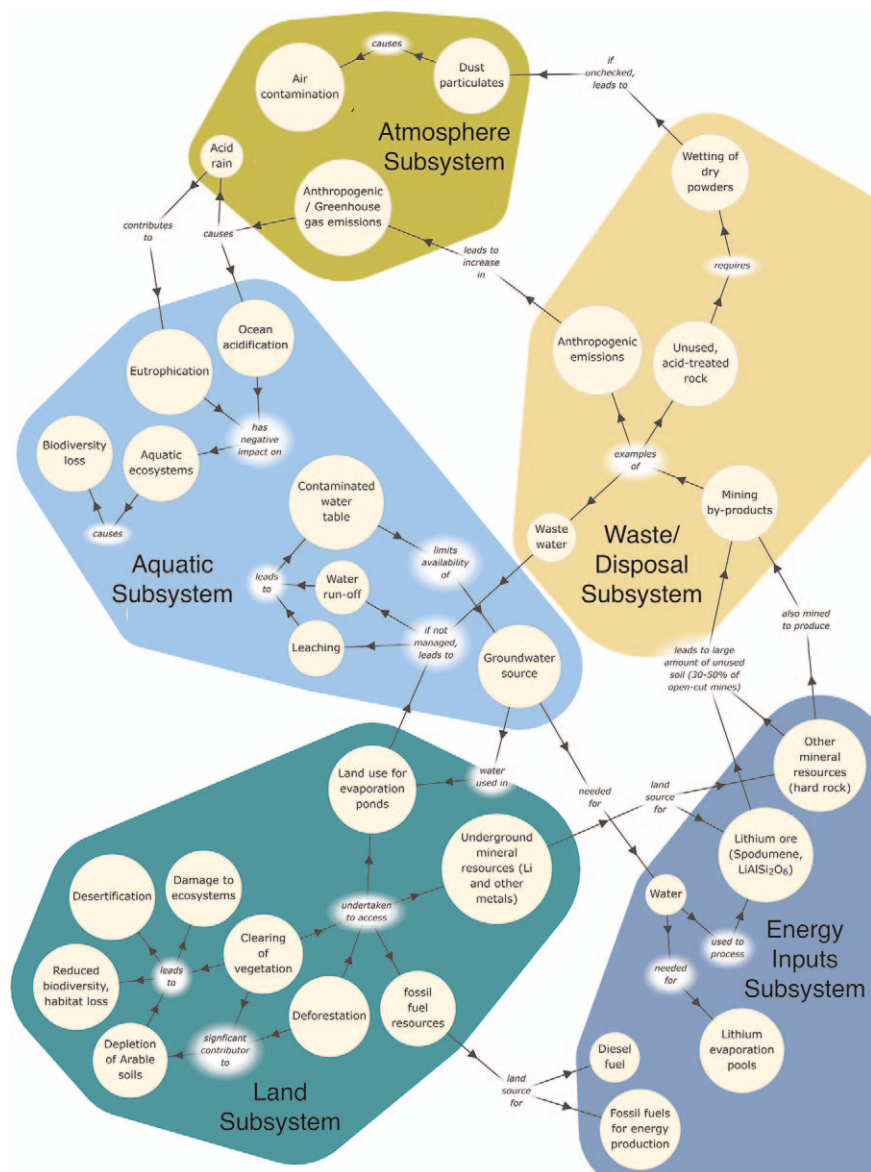 causes
Air
contamination
Dust
particulates
if
unchecked,
leads to
Atmosphere
Subsystem
Acid
rain
Anthropogenic
/ Greenhouse
gas emissions
Wetting of
dry
powders
contributes
to
causes
leads to
increase
in
requires
Ocean
acidification
Anthropogenic
emissions
Unused,
acid-treated
rock
Eutrophication
has
negative
impact on
Biodiversity
loss
Aquatic
ecosystems
examples
of
Contaminated
water
table
Mining
by-products
causes
Waste
water
Waste/
Disposal
Subsystem
limits
availability
of
Aquatic
Subsystem
leads
to
Water
run-off
also mined
to produce
if not
managed,
leads to
Leaching
Groundwater
source
leads to large
amount of unused
soil (30-50% of
open-cut mines)
Land use for
evaporation
ponds
water
used in
Other
mineral
resources
(hard rock)
needed
for
land
source
for
Underground
mineral
resources (Li
and other
metals)
Lithium ore
(Spodumene,
LiAlSi₂O₆)
Desertification
Damage to
ecosystems
undertaken
to access
Water
Clearing
of
vegetation
used to
process
Energy
Inputs
Subsystem
leads
to
needed
for
Reduced
biodiversity,
habitat loss
Deforestation
fossil
fuel
resources
Depletion
of Arable
soils
signficant
contributor
to
Lithium
evaporation
pools
Diesel
fuel
Land
Subsystem
land
source
for
Fossil fuels
for energy
production